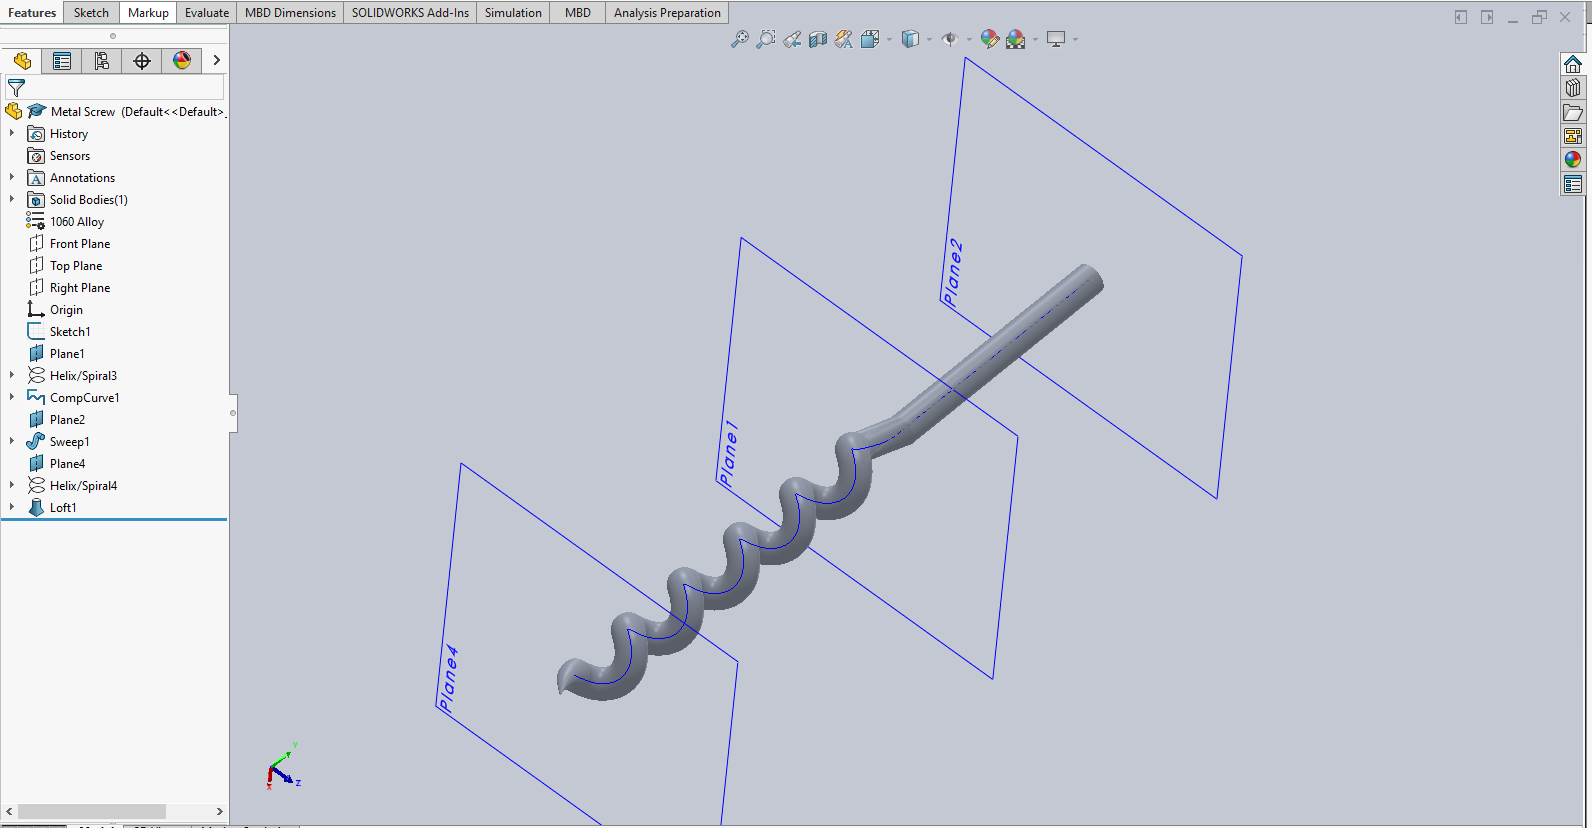 Features Sketch Markup Evaluate MBD Dimensions SOLIDWORKS Add-Ins Simulation MBD Analysis Preparation
Metal Screw (Default<<Default>_
History
Sensors
Annotations
Solid Bodies(1)
1060 Alloy
Front Plane
Top Plane
Right Plane
Origin
Sketch1
Plane1
Helix/Spiral3
CompCurve1
Plane2
Sweep1
Plane4
Helix/Spiral4
Loft1
Plane2
Plane1
Plane4
Y
Z
X